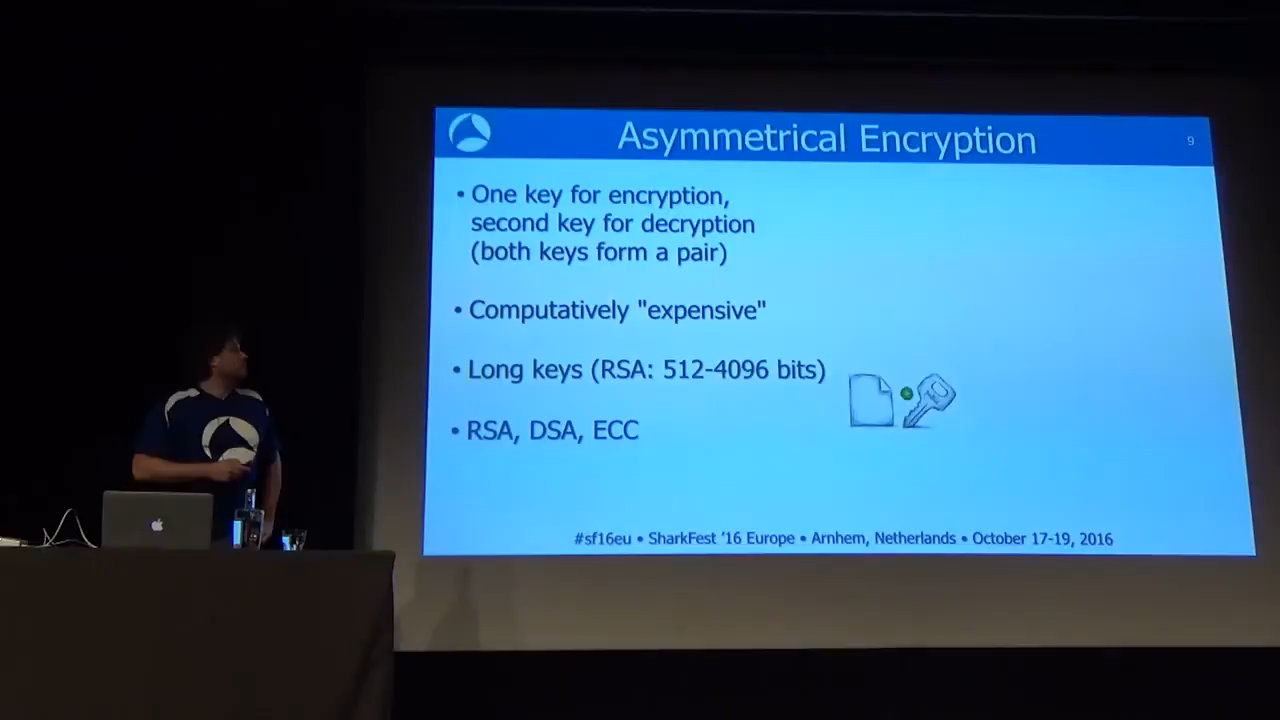 Asymmetrical Encryption
9
• One key for encryption,
second key for decryption
(both keys form a pair)
• Computatively "expensive"
• Long keys (RSA: 512-4096 bits)
• RSA, DSA, ECC
#sf16eu • SharkFest '16 Europe • Arnhem, Netherlands • October 17-19, 2016